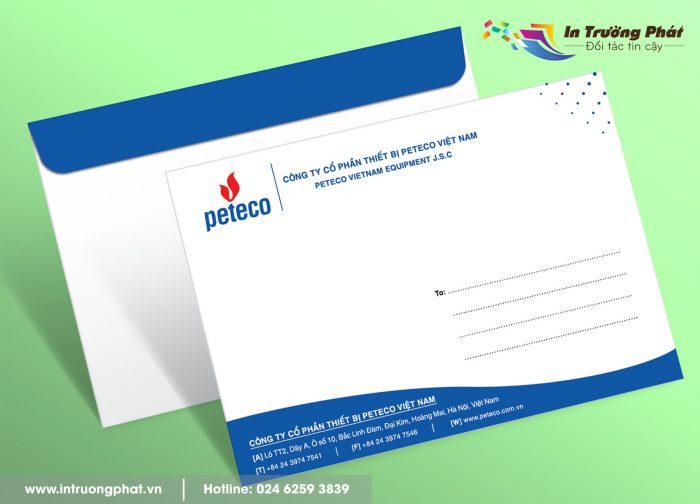 In Trường Phát
Đối tác tin cậy
peteco
CÔNG TY CỔ PHẦN THIẾT BỊ PETECO VIỆT NAM
PETECO VIETNAM EQUIPMENT J.S.C
To:
CÔNG TY CỔ PHẦN THIẾT BỊ PETECO VIỆT NAM
[A] Lô TT2, Dãy A, Ô số 10, Bắc Linh Đàm, Đại Kim, Hoàng Mai, Hà Nội, Việt Nam
[T] +84 24 3974 7541 | [F] +84 24 3974 7546 | [W] www.peteco.com.vn
www.intruongphat.vn | Hotline: 024 6259 3839